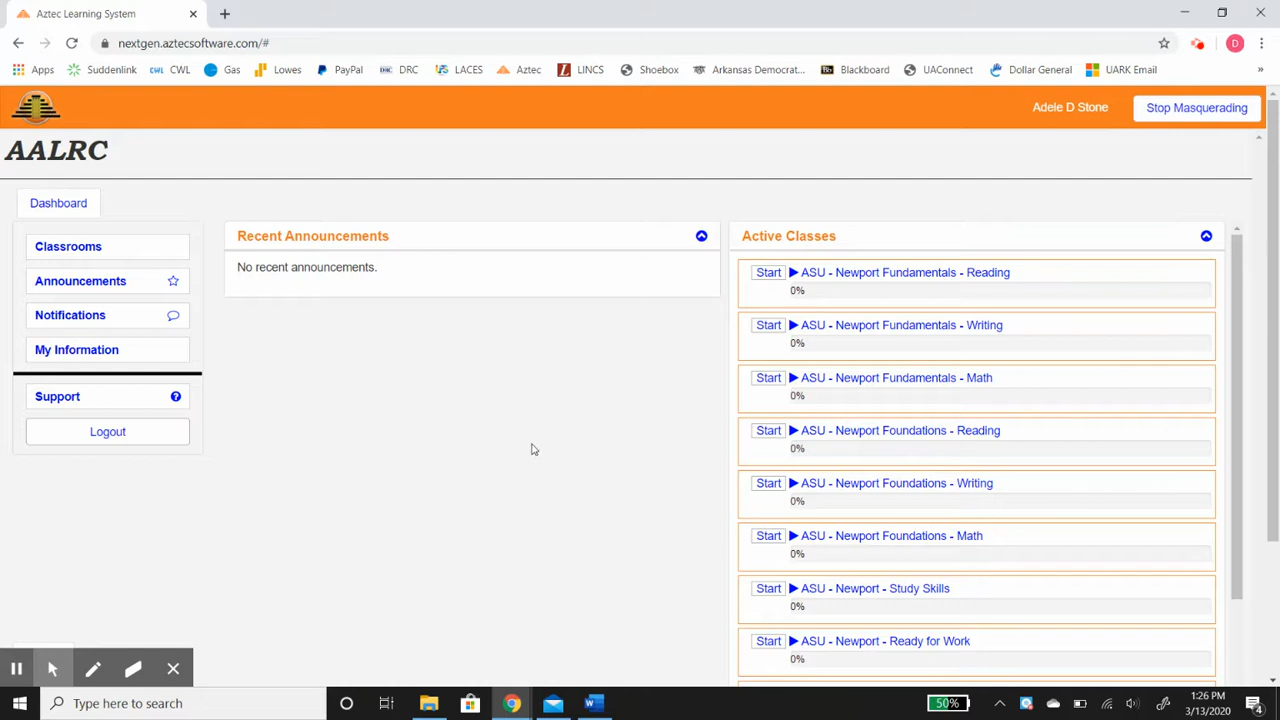 Aztec Learning System
nextgen.aztecsoftware.com/#
D
Apps Suddenlink CWL CWL Gas Lowes PayPal DRC DRC LACES Aztec LINCS Shoebox Arkansas Democrat... Blackboard UAConnect Dollar General UARK Email »
Adele D Stone Stop Masquerading
AALRC
Dashboard
Classrooms
Announcements
Notifications
My Information
Support
Logout
Recent Announcements
No recent announcements.
Active Classes
Start ASU - Newport Fundamentals - Reading
0%
Start ASU - Newport Fundamentals - Writing
0%
Start ASU - Newport Fundamentals - Math
0%
Start ASU - Newport Foundations - Reading
0%
Start ASU - Newport Foundations - Writing
0%
Start ASU - Newport Foundations - Math
0%
Start ASU - Newport - Study Skills
0%
Start ASU - Newport - Ready for Work
0%
Type here to search
50%
1:26 PM
3/13/2020
4